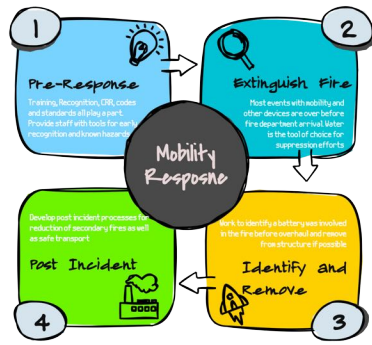 1
Pre-Response
Training, Recognition, CRR, codes
and standards all play a part.
Provide staff with tools for early
recognition and known hazards
2
Extinguish Fire
Most events with mobility and
other devices are over before
fire department arrival. Water
is the tool of choice for
suppression efforts
Mobility
Resposne
Develop post incident processes for
reduction of secondary fires as well
as safe transport
Post Incident
4
Work to identify a battery was involved
in the fire before overhaul and remove
from structure if possible
Identify and
Remove
3